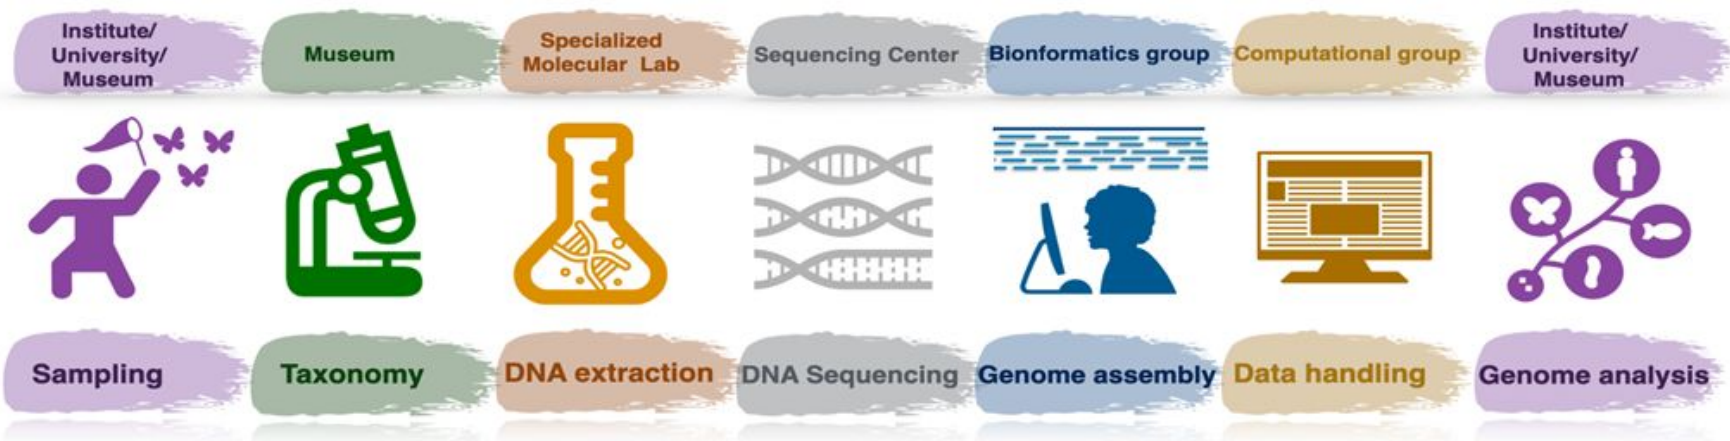 Institute/
University/
Museum
Museum
Specialized
Molecular Lab
Sequencing Center
Bionformatics group
Computational group
Institute/
University/
Museum
Sampling
Taxonomy
DNA extraction
DNA Sequencing
Genome assembly
Data handling
Genome analysis